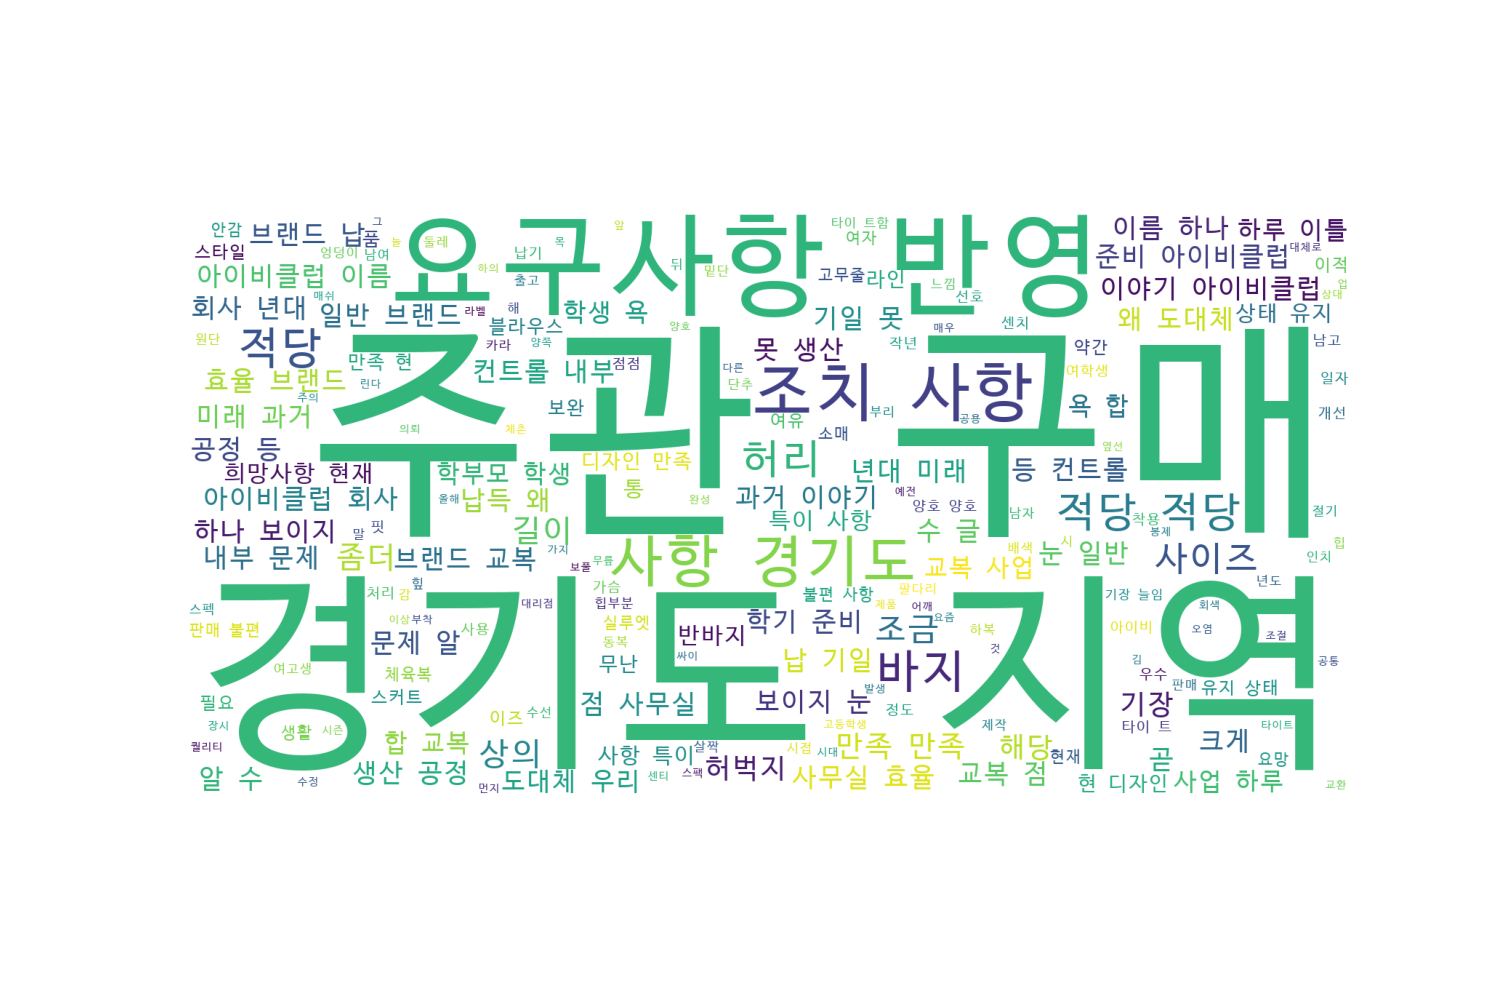 요구사항 반영
주관 구매
경기도 지역
조치 사항
사항 경기도
적당 적당
적당
허리
바지
안감
브랜드 납품
그
스타일
아이비클럽 이름
회사 년대
일반 브랜드
엉덩이
남여
늘
둘레
매쉬
라벨
하의
납기
출고
목
해
앞
뒤
밑단
학생 욕
블라우스
카라
양쪽
양호
타이 트함
여자
고무줄
라인
느낌
선호
기일 못
매우
센치
이름 하나
하루 이틀
준비 아이비클럽
대체로
이적
이야기 아이비클럽
업
상대
왜 도대체
상태 유지
원단
만족 현
효율 브랜드
린다
주의
미래 과거
의뢰
체촌
공정 등
컨트롤 내부
점점
보완
못 생산
다른
단추
작년
약간
여학생
남고
일자
개선
욕 합
부리
공용
여유
소매
옆선
희망사항 현재
학부모 학생
디자인 만족
년대 미래
등 컨트롤
아이비클럽 회사
올해
납득 왜
통
완성
과거 이야기
예전
양호 양호
남자
착용
절기
하나 보이지
말
핏
길이
특이 사항
수 글
배색
시
봉제
힙
인치
내부 문제
좀더
브랜드 교복
가지
보풀
무릎
교복 사업
눈 일반
사이즈
스펙
처리
감
힢
대리점
가슴
힙부분
불편 사항
팔다리
제품
어깨
요즘
하복
기장 늘임
년도
회색
판매 불편
이상
부착
문제 알
사용
실루엣
동복
반바지
학기 준비
조금
아이비
오염
조절
여고생
체육복
무난
싸이
납 기일
것
김
우수
판매
유지 상태
공통
필요
스커트
점 사무실
보이지 눈
발생
정도
기장
장시
생활
시즌
이즈
수선
고등학생
제작
타이 트
타이트
퀄리티
합 교복
상의
사항 특이
살짝
시점
시대
만족 만족
해당
현재
곧
크게
요망
알 수
수정
생산 공정
먼지
도대체 우리
센티
스팩
허벅지
사무실 효율
교복 점
현 디자인
사업 하루
교환